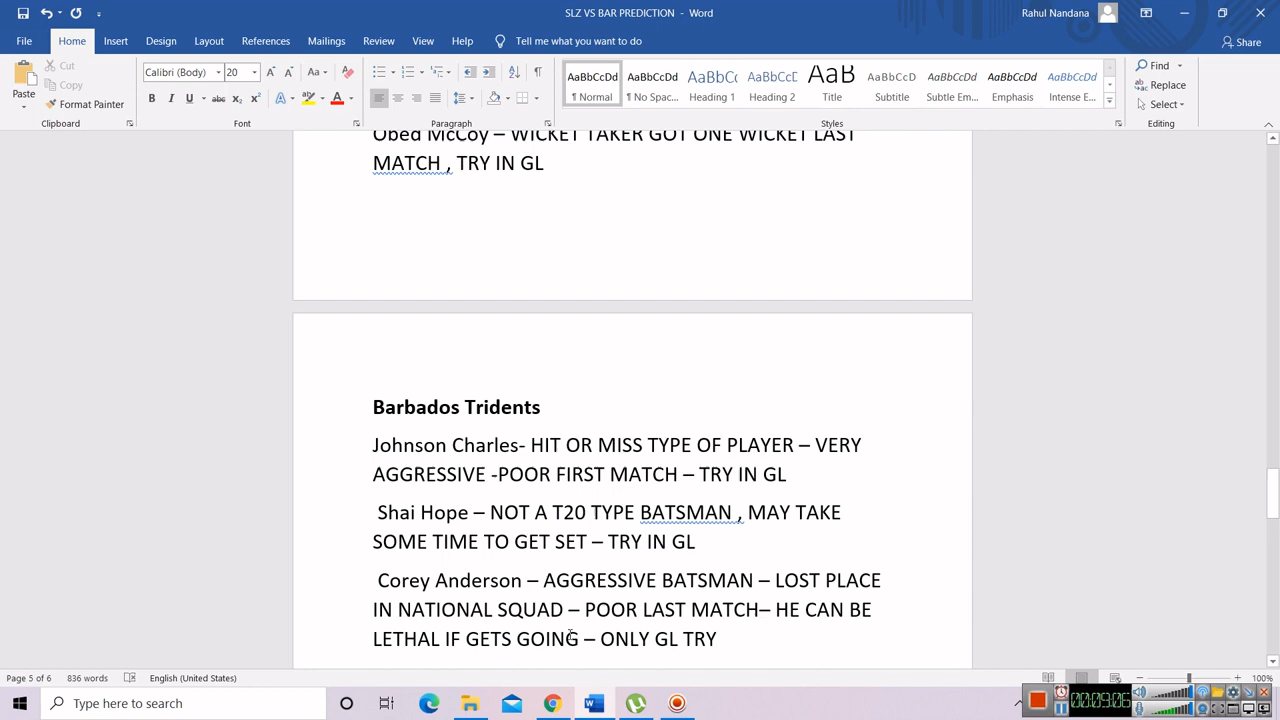 SLZ VS BAR PREDICTION - Word
Rahul Nandana
File Home Insert Design Layout References Mailings Review View Help Tell me what you want to do
Share
Paste
Cut
Copy
Format Painter
Clipboard
Calibri (Body) 20
Font
Paragraph
AaBbCcDd AaBbCcDd AaBbC AaBbCcD AaB AaBbCcD AaBbCcDd AaBbCcDd AaBbCcDd
¶ Normal ¶ No Spac... Heading 1 Heading 2 Title Subtitle Subtle Em... Emphasis Intense E...
Styles
Find
Replace
Select
Editing
Obed McCoy – WICKET TAKER GOT ONE WICKET LAST
MATCH , TRY IN GL
Barbados Tridents
Johnson Charles- HIT OR MISS TYPE OF PLAYER – VERY
AGGRESSIVE -POOR FIRST MATCH – TRY IN GL
Shai Hope – NOT A T20 TYPE BATSMAN , MAY TAKE
SOME TIME TO GET SET – TRY IN GL
Corey Anderson – AGGRESSIVE BATSMAN – LOST PLACE
IN NATIONAL SQUAD – POOR LAST MATCH– HE CAN BE
LETHAL IF GETS GOING – ONLY GL TRY
Page 5 of 6 836 words English (United States)
100%
Type here to search
00:09:06